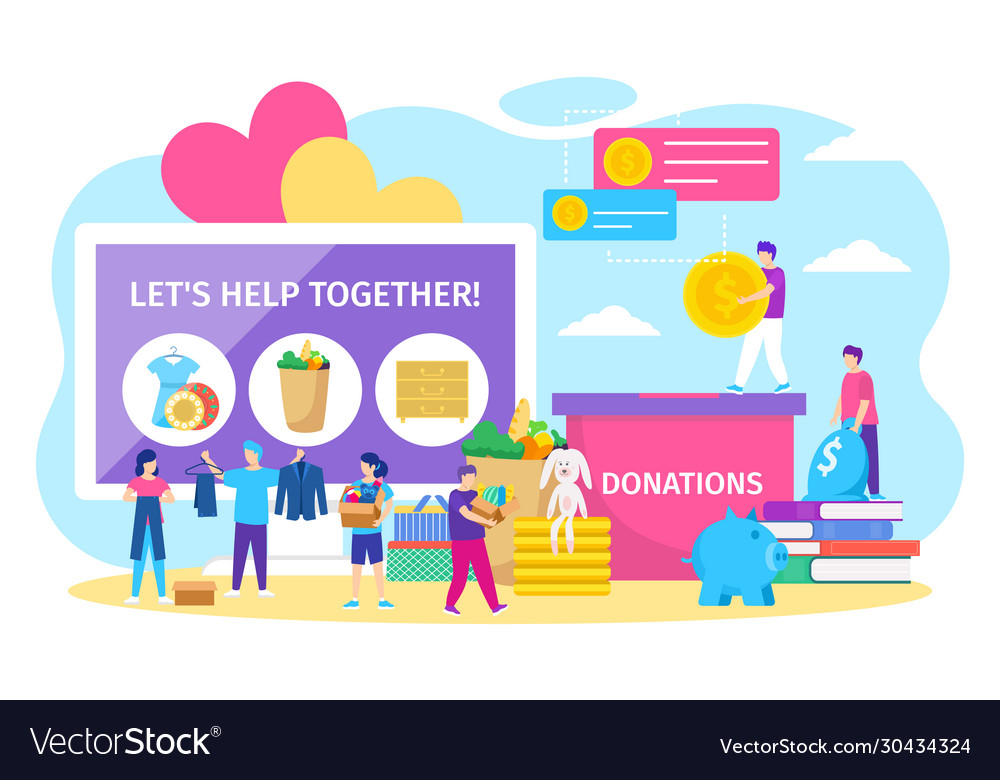 LET'S HELP TOGETHER!
$
$
$
$
DONATIONS
VectorStock®
VectorStock.com/30434324